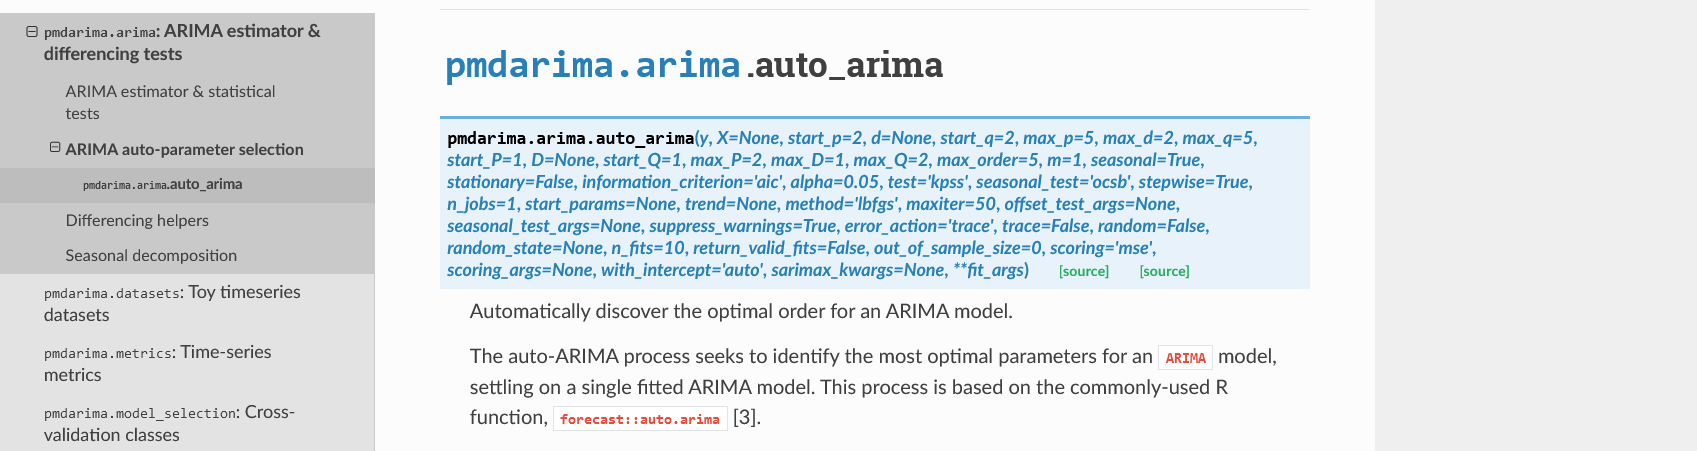 pmdarima.arima: ARIMA estimator &
differencing tests
ARIMA estimator & statistical
tests
ARIMA auto-parameter selection
pmdarima.arima.auto_arima
Differencing helpers
Seasonal decomposition
pmdarima.datasets: Toy timeseries
datasets
pmdarima.metrics: Time-series
metrics
pmdarima.model_selection: Cross-
validation classes
pmdarima.arima.auto_arima
pmdarima.arima.auto_arima(y, X=None, start_p=2, d=None, start_q=2, max_p=5, max_d=2, max_q=5,
start_P=1, D=None, start_Q=1, max_P=2, max_D=1, max_Q=2, max_order=5, m=1, seasonal=True,
stationary=False, information_criterion='aic', alpha=0.05, test='kpss', seasonal_test='ocsb', stepwise=True,
n_jobs=1, start_params=None, trend=None, method='lbfgs', maxiter=50, offset_test_args=None,
seasonal_test_args=None, suppress_warnings=True, error_action='trace', trace=False, random=False,
random_state=None, n_fits=10, return_valid_fits=False, out_of_sample_size=0, scoring='mse',
scoring_args=None, with_intercept='auto', sarimax_kwargs=None, **fit_args) [source] [source]
Automatically discover the optimal order for an ARIMA model.
The auto-ARIMA process seeks to identify the most optimal parameters for an ARIMA model,
settling on a single fitted ARIMA model. This process is based on the commonly-used R
function, forecast::auto.arima [3].